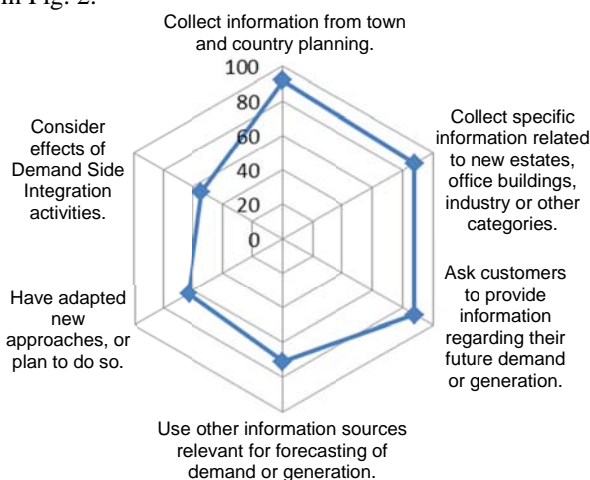 in Fig. 2.
Collect information from town
and country planning.
100
80
60
40
20
0
Collect specific
information related
to new estates,
office buildings,
industry or other
categories.
Ask customers
to provide
information
regarding their
future demand
or generation.
Use other information sources
relevant for forecasting of
demand or generation.
Have adapted
new
approaches, or
plan to do so.
Consider
effects of
Demand Side
Integration
activities.